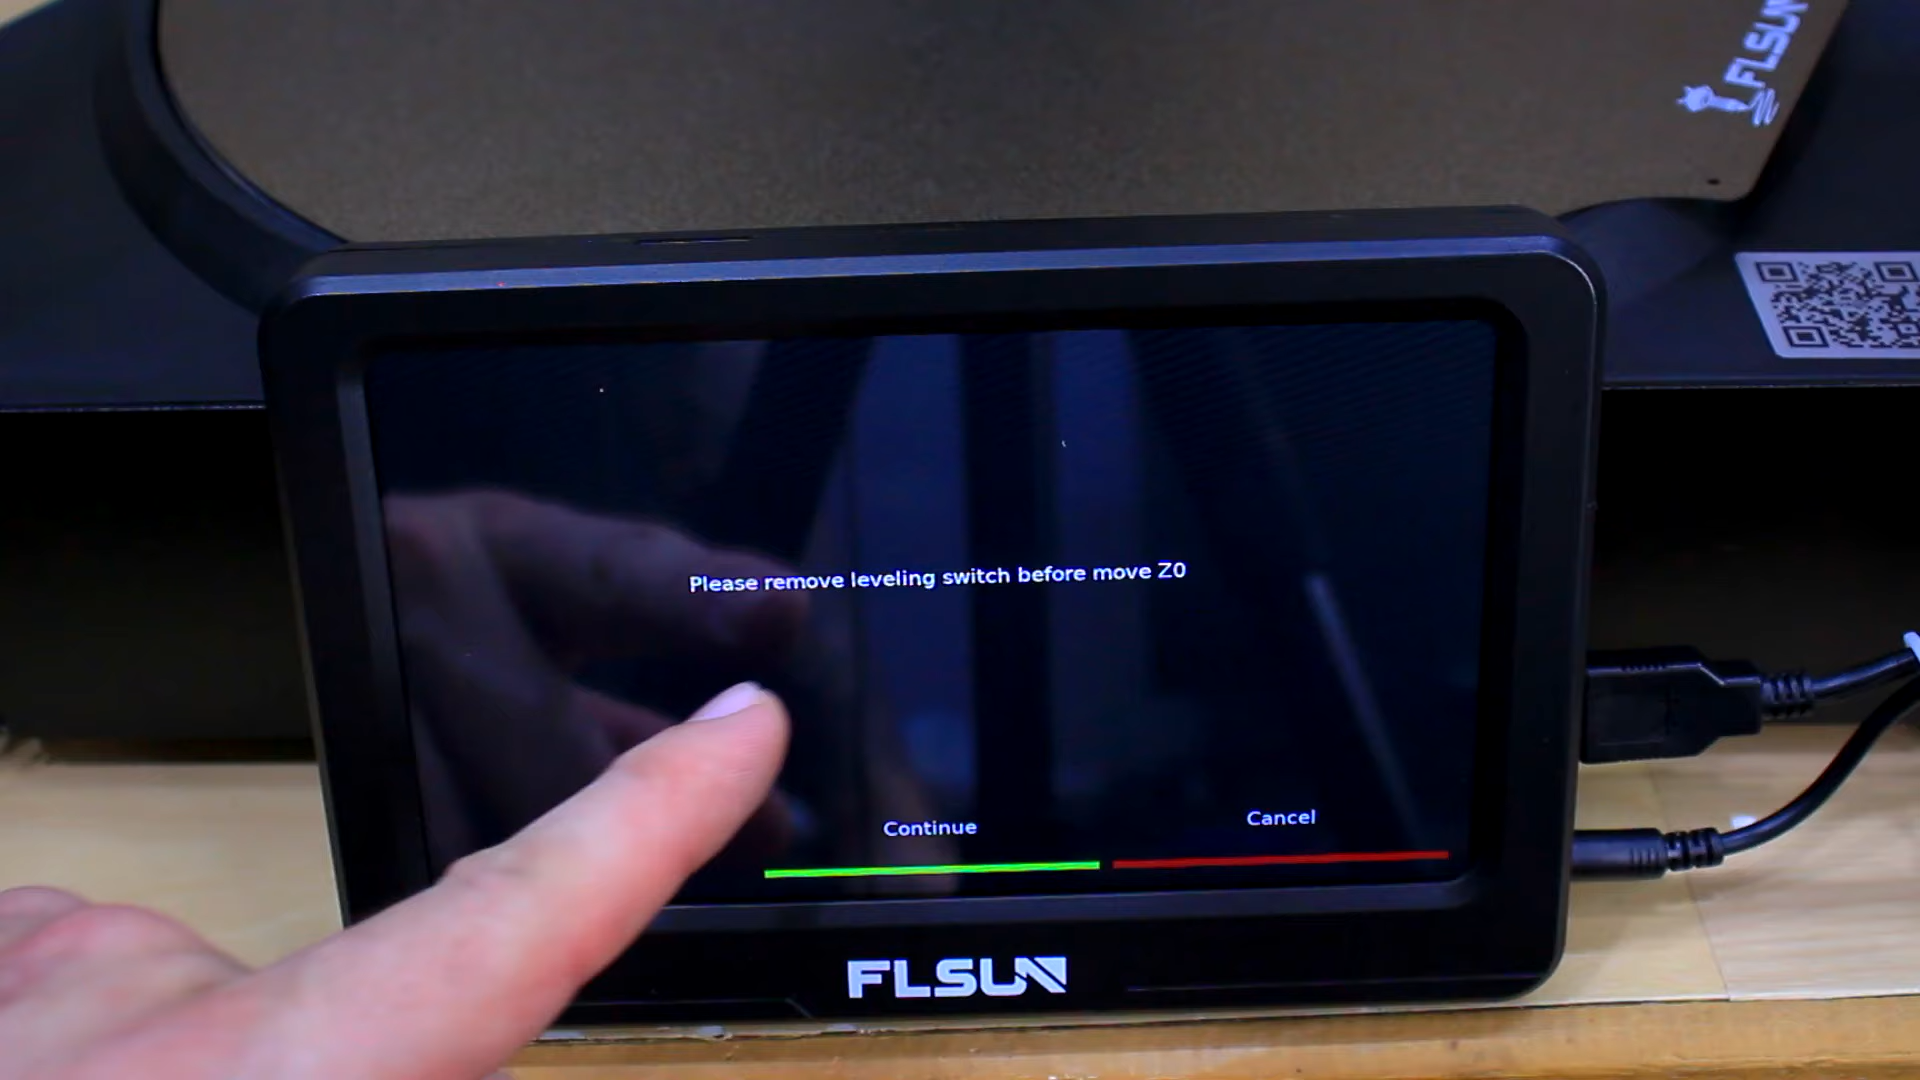 FLSUN
Please remove leveling switch before move Z0
Continue
Cancel
FLSUN